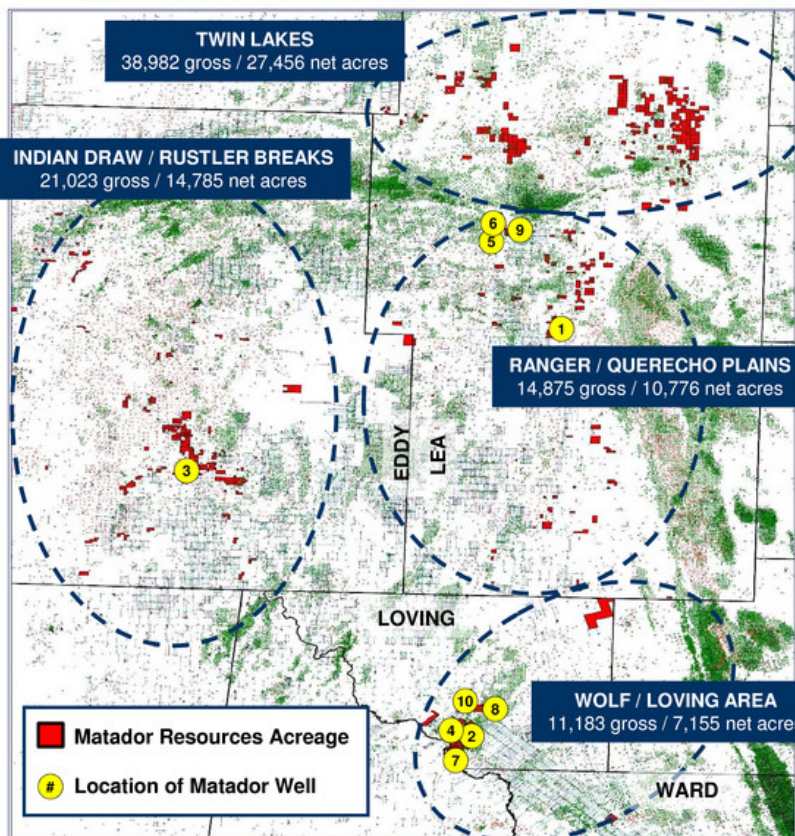 TWIN LAKES
38,982 gross / 27,456 net acres
INDIAN DRAW / RUSTLER BREAKS
21,023 gross / 14,785 net acres
6
9
5
1
RANGER / QUERECHO PLAINS
14,875 gross / 10,776 net acres
EDDY
LEA
3
LOVING
WOLF / LOVING AREA
11,183 gross / 7,155 net acres
10
8
4
2
7
WARD
Matador Resources Acreage
# Location of Matador Well